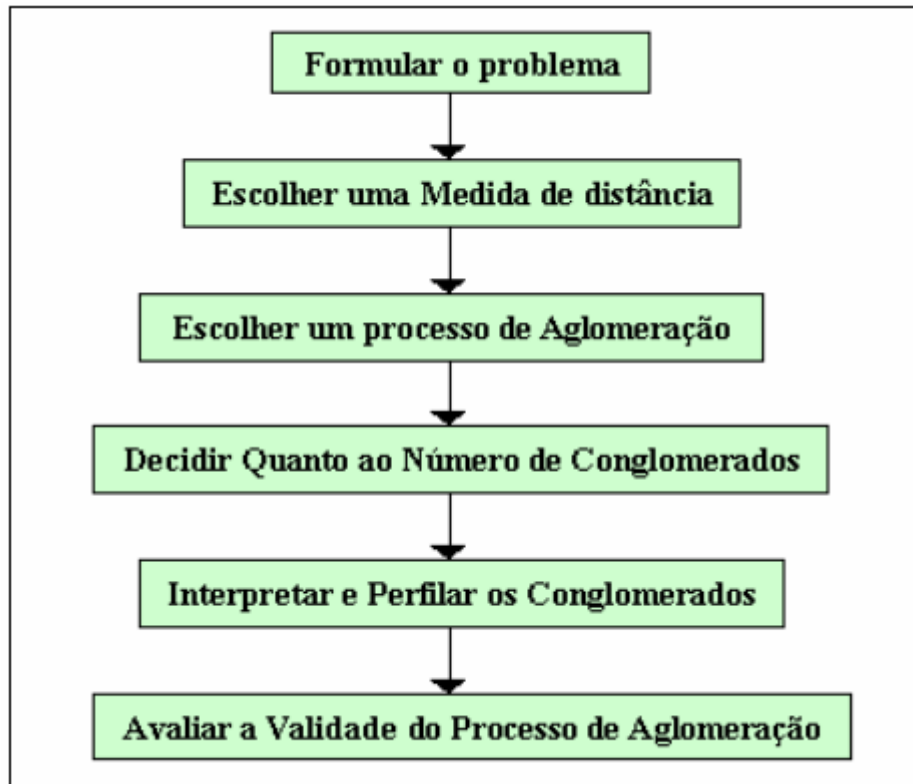 Formular o problema
Escolher uma Medida de distância
Escolher um processo de Aglomeração
Decidir Quanto ao Número de Conglomerados
Interpretar e Perfilar os Conglomerados
Avaliar a Validade do Processo de Aglomeração